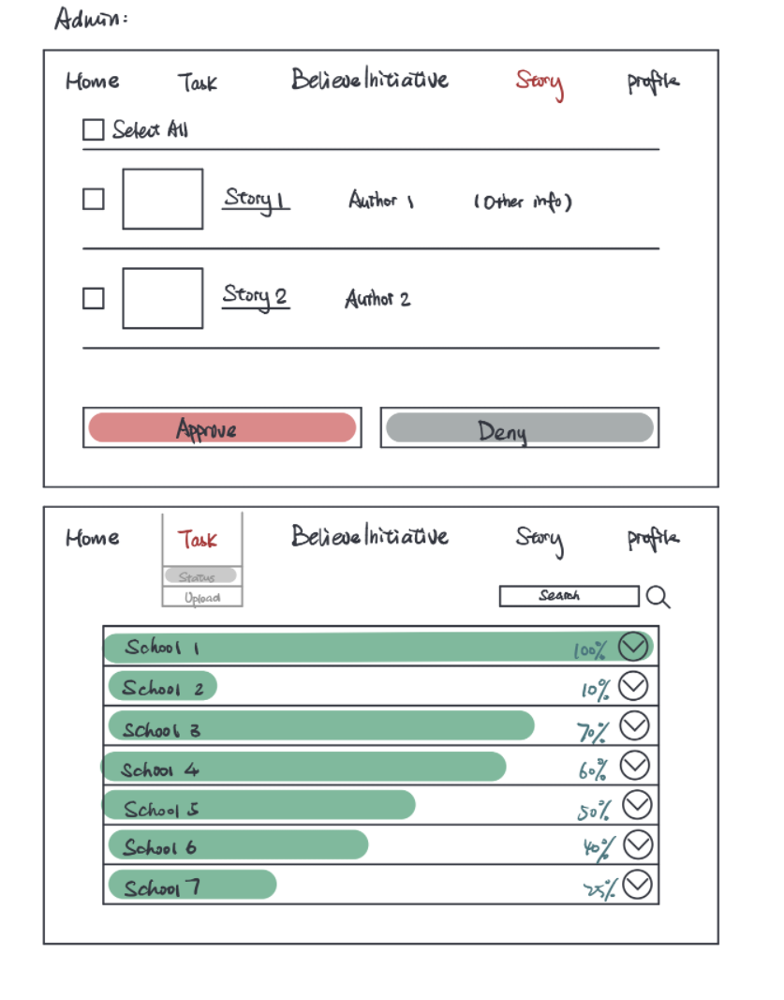 Admin:
Home Task BelieveInitiative Story profile
Select All
Story 1 Author 1 (Other info)
Story 2 Author 2
Approve Deny
Home Task BelieveInitiative Story profile
Status
Upload
Search
School 1 100%
School 2 10%
School 3 70%
School 4 60%
School 5 50%
School 6 40%
School 7 25%